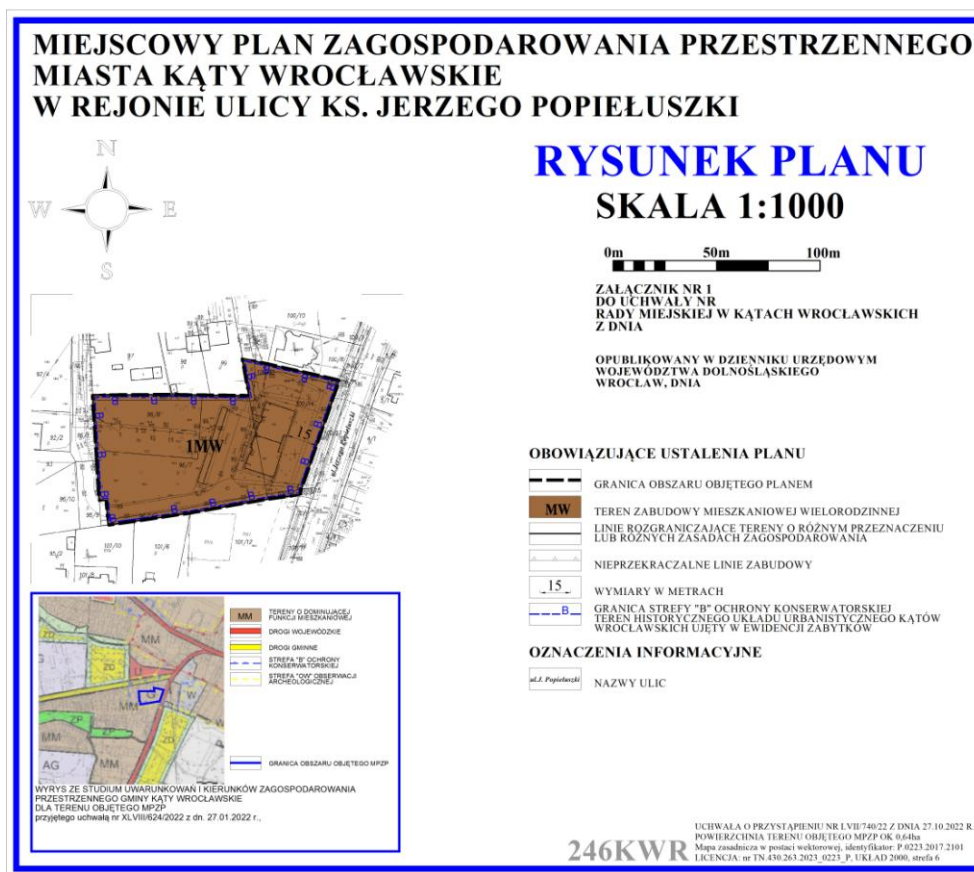 MIEJSCOWY PLAN ZAGOSPODAROWANIA PRZESTRZENNEGO
MIASTA KĄTY WROCŁAWSKIE
W REJONIE ULICY KS. JERZEGO POPIEŁUSZKI
N
W E
S
RYSUNEK PLANU
SKALA 1:1000
0m 50m 100m
ZAŁĄCZNIK NR 1
DO UCHWAŁY NR
RADY MIEJSKIEJ W KĄTACH WROCŁAWSKICH
Z DNIA
OPUBLIKOWANY W DZIENNIKU URZĘDOWYM
WOJEWÓDZTWA DOLNOŚLĄSKIEGO
WROCŁAW, DNIA
1MW
15
ul.Jerzego Popiełuszki
OBOWIĄZUJĄCE USTALENIA PLANU
GRANICA OBSZARU OBJĘTEGO PLANEM
MW TEREN ZABUDOWY MIESZKANIOWEJ WIELORODZINNEJ
LINIE ROZGRANICZAJĄCE TERENY O RÓŻNYM PRZEZNACZENIU
LUB RÓŻNYCH ZASADACH ZAGOSPODAROWANIA
NIEPRZEKRACZALNE LINIE ZABUDOWY
15 WYMIARY W METRACH
B GRANICA STREFY "B" OCHRONY KONSERWATORSKIEJ
TEREN HISTORYCZNEGO UKŁADU URBANISTYCZNEGO KĄTÓW
WROCŁAWSKICH UJĘTY W EWIDENCJI ZABYTKÓW
OZNACZENIA INFORMACYJNE
ul.J. Popiełuszki NAZWY ULIC
MM TERENY O DOMINUJĄCEJ
FUNKCJI MIESZKANIOWEJ
DROGI WOJEWÓDZKIE
DROGI GMINNE
STREFA "B" OCHRONY
KONSERWATORSKIEJ
STREFA "OW" OBSERWACJI
ARCHEOLOGICZNEJ
GRANICA OBSZARU OBJĘTEGO MPZP
MM
ZD
U
W
MM
ZP
ZP
ZD
AG
MM
WYRYS ZE STUDIUM UWARUNKOWAŃ I KIERUNKÓW ZAGOSPODAROWANIA
PRZESTRZENNEGO GMINY KĄTY WROCŁAWSKIE
DLA TERENU OBJĘTEGO MPZP
przyjętego uchwałą nr XLVIII/624/2022 z dn. 27.01.2022 r.,
246KWR
UCHWAŁA O PRZYSTĄPIENIU NR LVII/740/22 Z DNIA 27.10.2022 R.
POWIERZCHNIA TERENU OBJĘTEGO MPZP OK 0,64ha
Mapa zasadnicza w postaci wektorowej, identyfikator: P.0223.2017.2101
LICENCJA: nr TN.430.263.2023_0223_P, UKŁAD 2000, strefa 6